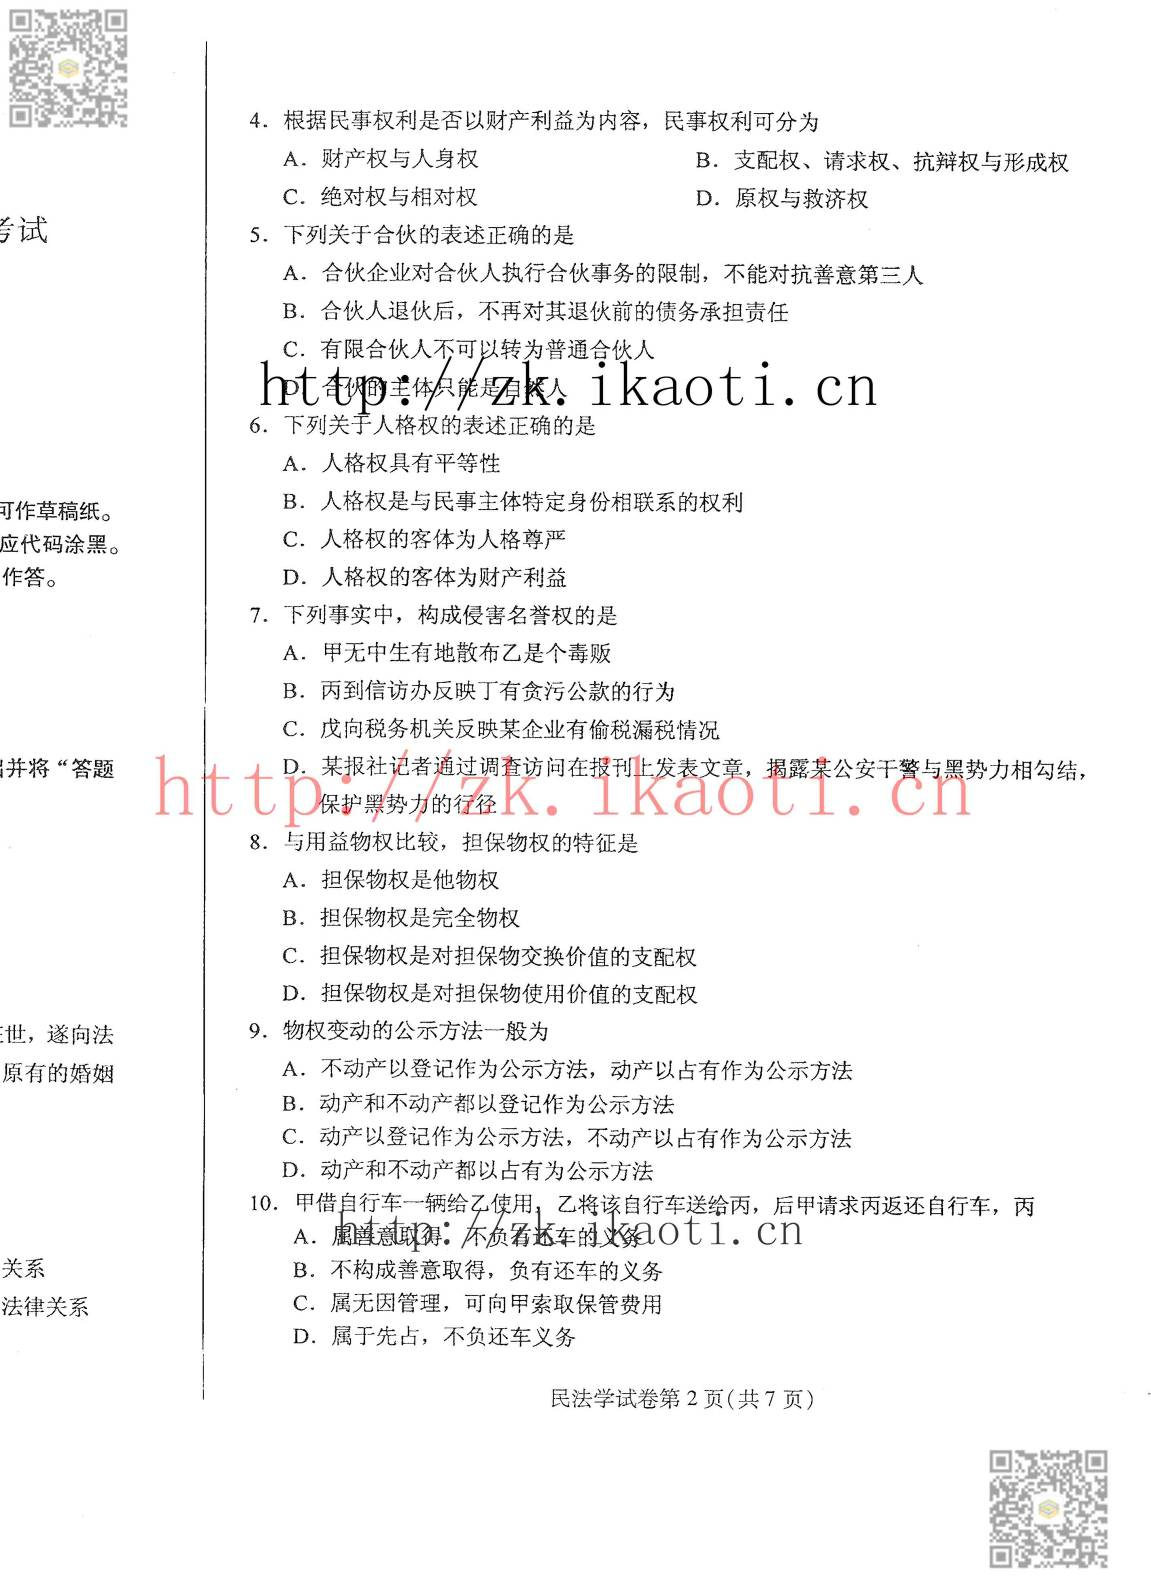 考试
可作草稿纸。
应代码涂黑。
作答。
并将“答题
在世，遂向法
原有的婚姻
关系
法律关系
4．根据民事权利是否以财产利益为内容，民事权利可分为
A．财产权与人身权
B．支配权、请求权、抗辩权与形成权
C．绝对权与相对权
D．原权与救济权
5．下列关于合伙的表述正确的是
A．合伙企业对合伙人执行合伙事务的限制，不能对抗善意第三人
B．合伙人退伙后，不再对其退伙前的债务承担责任
C．有限合伙人不可以转为普通合伙人
D．合伙的主体只能是自然人
http://zk.ikaoti.cn
6．下列关于人格权的表述正确的是
A．人格权具有平等性
B．人格权是与民事主体特定身份相联系的权利
C．人格权的客体为人格尊严
D．人格权的客体为财产利益
7．下列事实中，构成侵害名誉权的是
A．甲无中生有地散布乙是个毒贩
B．丙到信访办反映丁有贪污公款的行为
C．戊向税务机关反映某企业有偷税漏税情况
D．某报社记者通过调查访问在报刊上发表文章，揭露某公安干警与黑势力相勾结，
保护黑势力的行径
http://zk.ikaoti.cn
8．与用益物权比较，担保物权的特征是
A．担保物权是他物权
B．担保物权是完全物权
C．担保物权是对担保物交换价值的支配权
D．担保物权是对担保物使用价值的支配权
9．物权变动的公示方法一般为
A．不动产以登记作为公示方法，动产以占有作为公示方法
B．动产和不动产都以登记作为公示方法
C．动产以登记作为公示方法，不动产以占有作为公示方法
D．动产和不动产都以占有为公示方法
10．甲借自行车一辆给乙使用，乙将该自行车送给丙，后甲请求丙返还自行车，丙
A．属善意取得，不负有还车的义务
http://zk.ikaoti.cn
B．不构成善意取得，负有还车的义务
C．属无因管理，可向甲索取保管费用
D．属于先占，不负还车义务
民法学试卷第 2 页(共 7 页)